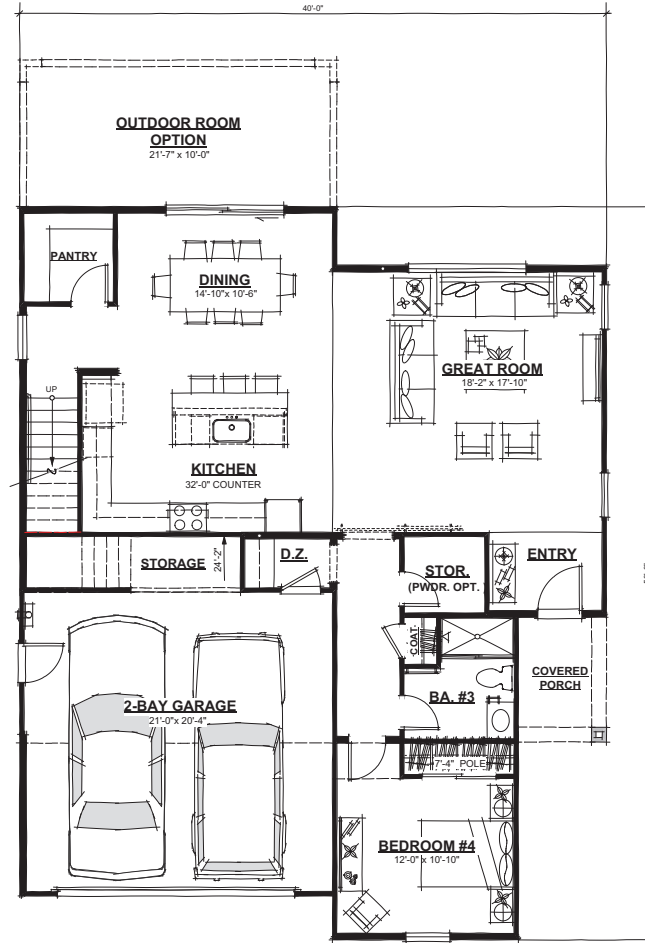 40'-0"
OUTDOOR ROOM
OPTION
21'-7" x 10'-0"
PANTRY
DINING
14'-10"x 10'-6"
GREAT ROOM
18'-2" x 17'-10"
UP
KITCHEN
32'-0" COUNTER
STORAGE
24'-2"
D.Z.
STOR.
(PWDR. OPT.)
ENTRY
COAT
BA. #3
COVERED
PORCH
2-BAY GARAGE
21'-0"x 20'-4"
7'-4" POLE
BEDROOM #4
12'-0" x 10'-10"